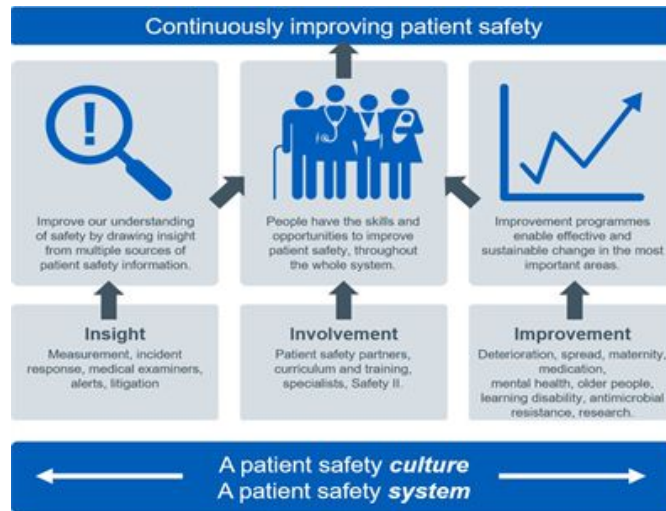 Continuously improving patient safety
!
Improve our understanding
of safety by drawing insight
from multiple sources of
patient safety information.
People have the skills and
opportunities to improve
patient safety, throughout
the whole system.
Improvement programmes
enable effective and
sustainable change in the most
important areas.
Insight
Measurement, incident
response, medical examiners,
alerts, litigation
Involvement
Patient safety partners,
curriculum and training,
specialists, Safety II.
Improvement
Deterioration, spread, maternity,
medication,
mental health, older people,
learning disability, antimicrobial
resistance, research.
A patient safety culture
A patient safety system